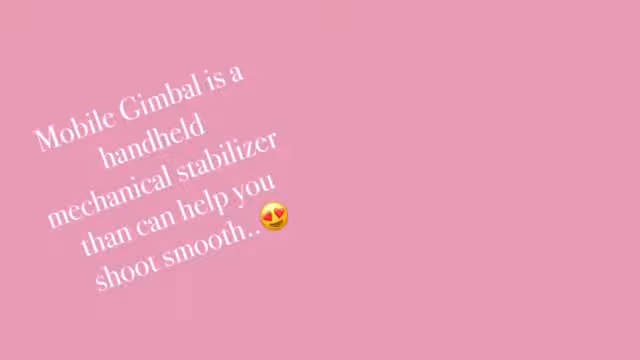 Mobile Gimbal is a
handheld
mechanical stabilizer
than can help you
shoot smooth..😍